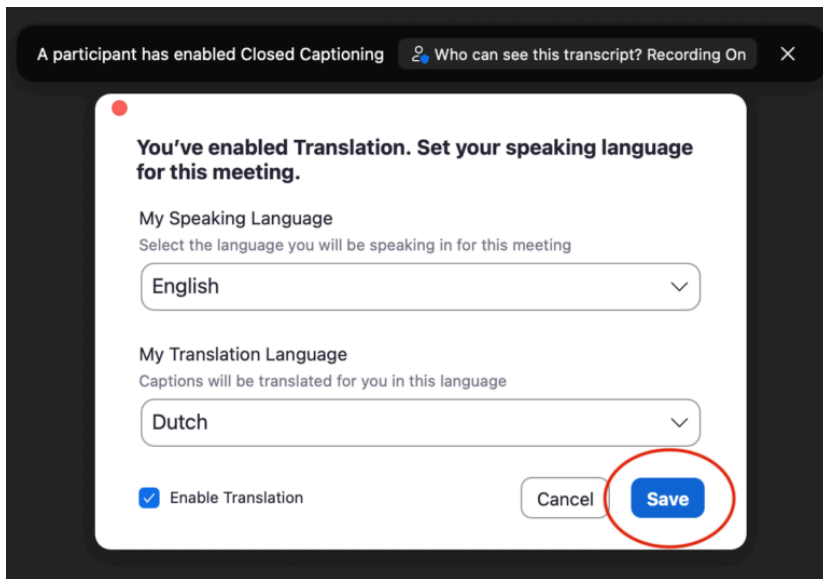 A participant has enabled Closed Captioning Who can see this transcript? Recording On
You’ve enabled Translation. Set your speaking language
for this meeting.
My Speaking Language
Select the language you will be speaking in for this meeting
English
My Translation Language
Captions will be translated for you in this language
Dutch
Enable Translation Cancel Save